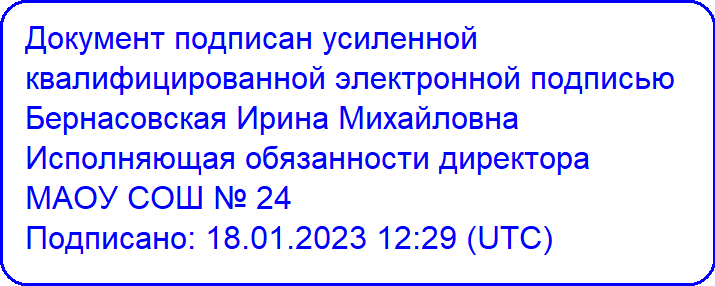 Документ подписан усиленной
квалифицированной электронной подписью
Бернасовская Ирина Михайловна
Исполняющая обязанности директора
МАОУ СОШ № 24
Подписано: 18.01.2023 12:29 (UTC)